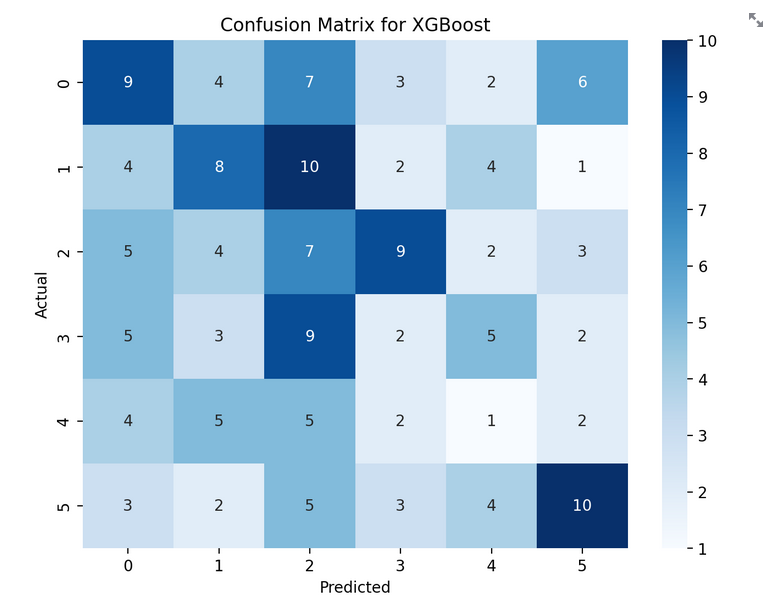 Confusion Matrix for XGBoost
0 9 4 7 3 2 6
1 4 8 10 2 4 1
2 5 4 7 9 2 3
3 5 3 9 2 5 2
4 4 5 5 2 1 2
5 3 2 5 3 4 10
0 1 2 3 4 5
Predicted
Actual
10
9
8
7
6
5
4
3
2
1